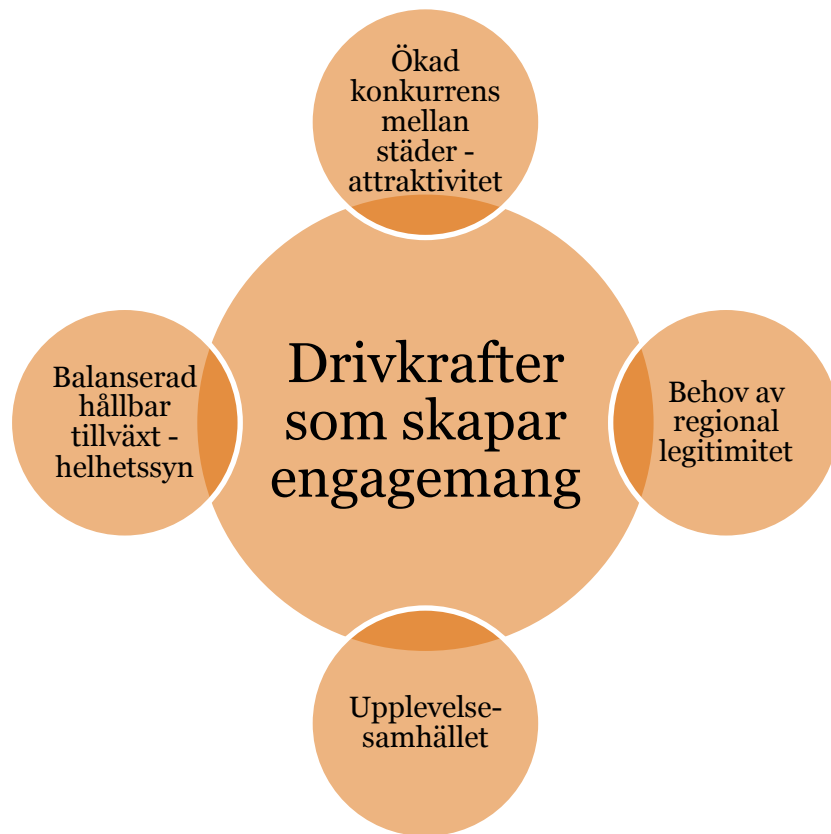 Ökad
konkurrens
mellan
städer -
attraktivitet
Drivkrafter
som skapar
engagemang
Balanserad
hållbar
tillväxt -
helhetssyn
Behov av
regional
legitimitet
Upplevelse-
samhället